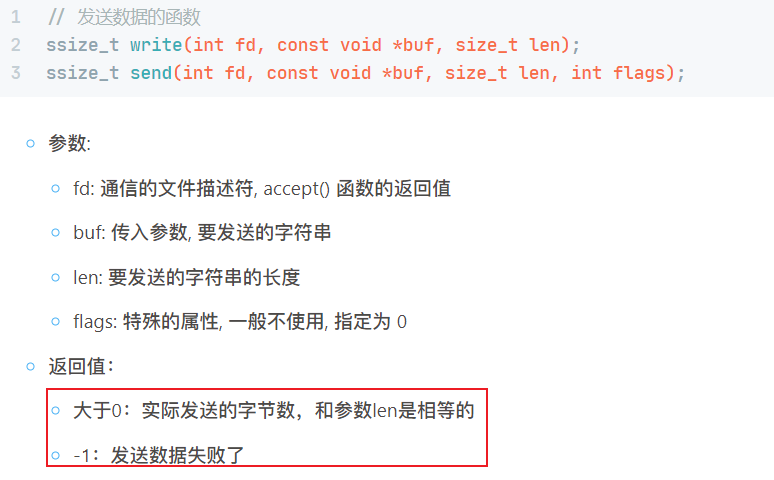 1 // 发送数据的函数
2 ssize_t write(int fd, const void *buf, size_t len);
3 ssize_t send(int fd, const void *buf, size_t len, int flags);
参数:
fd: 通信的文件描述符, accept() 函数的返回值
buf: 传入参数, 要发送的字符串
len: 要发送的字符串的长度
flags: 特殊的属性, 一般不使用, 指定为 0
返回值：
大于0：实际发送的字节数，和参数len是相等的
-1：发送数据失败了